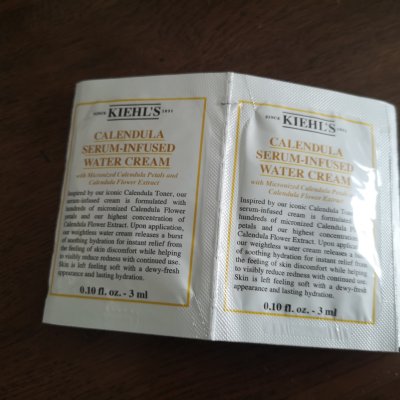 SINCE KIEHL'S 1851
CALENDULA
SERUM-INFUSED
WATER CREAM
with Micronized Calendula Petals and
Calendula Flower Extract
Inspired by our iconic Calendula Toner, our
serum-infused cream is formulated with
hundreds of micronized Calendula Flower
petals and our highest concentration of
Calendula Flower Extract. Upon application,
our weightless water cream releases a burst
of soothing hydration for instant relief from
the feeling of skin discomfort while helping
to visibly reduce redness with continued use.
Skin is left feeling soft with a dewy-fresh
appearance and lasting hydration.
0.10 fl. oz. - 3 ml
SINCE KIEHL'S 1851
CALENDULA
SERUM-INFUSED
WATER CREAM
with Micronized Calendula Petals
Calendula Flower Extract
Inspired by our iconic Calendula Toner, our
serum-infused cream is formulated with
hundreds of micronized Calendula Flower
petals and our highest concentration of
Calendula Flower Extract. Upon application
our weightless water cream releases a burst
of soothing hydration for instant relief from
the feeling of skin discomfort while helping
to visibly reduce redness with continued use.
Skin is left feeling soft with a dewy-fresh
appearance and lasting hydration.
0.10 fl. oz. - 3 ml